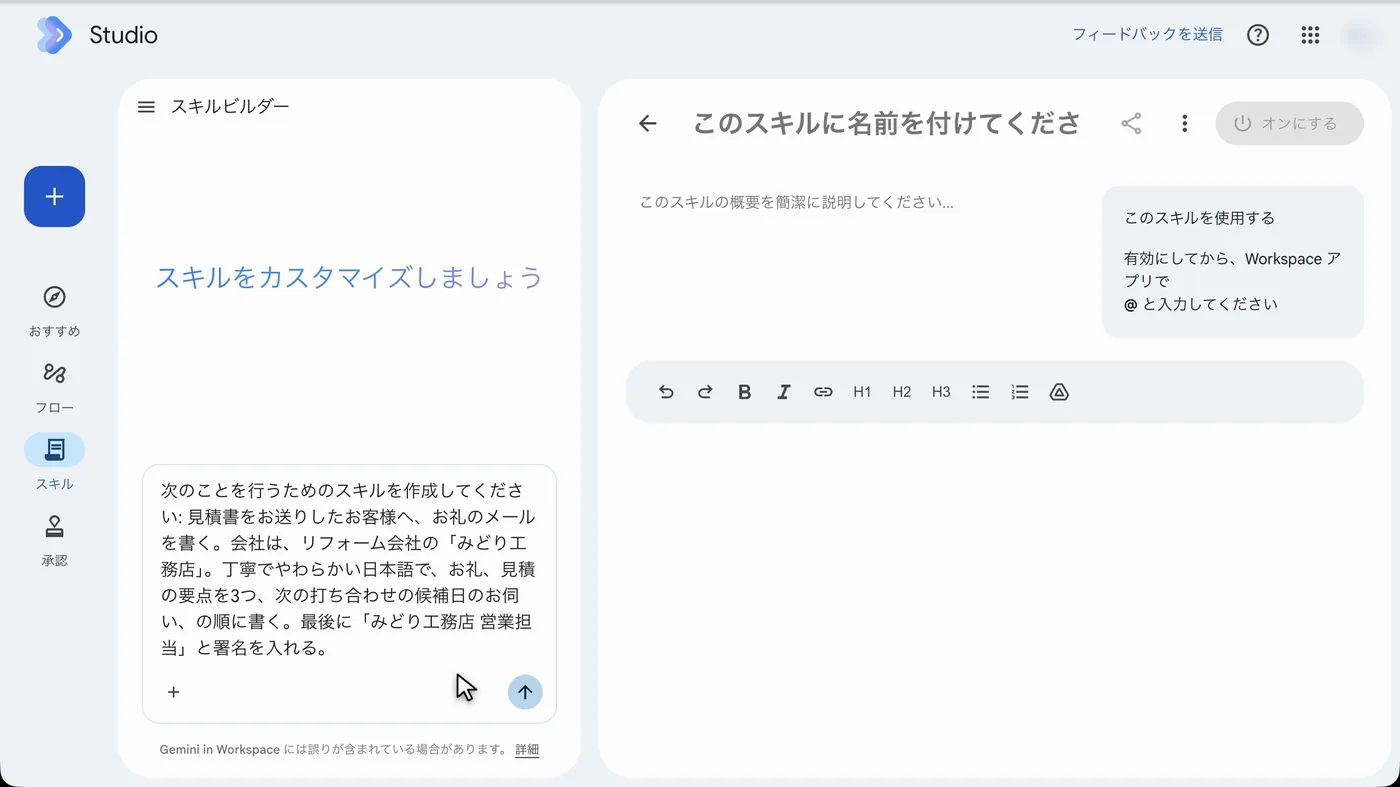 Studio
フィードバックを送信
スキルビルダー
このスキルに名前を付けてくださ
オンにする
おすすめ
フロー
スキル
承認
スキルをカスタマイズしましょう
次のことを行うためのスキルを作成してくださ
い: 見積書をお送りしたお客様へ、お礼のメール
を書く。会社は、リフォーム会社の「みどり工
務店」。丁寧でやわらかい日本語で、お礼、見積
の要点を3つ、次の打ち合わせの候補日のお伺
い、の順に書く。最後に「みどり工務店 営業担
当」と署名を入れる。
Gemini in Workspace には誤りが含まれている場合があります。 詳細
このスキルの概要を簡潔に説明してください...
このスキルを使用する
有効にしてから、Workspace ア
プリで
@ と入力してください
B I H1 H2 H3